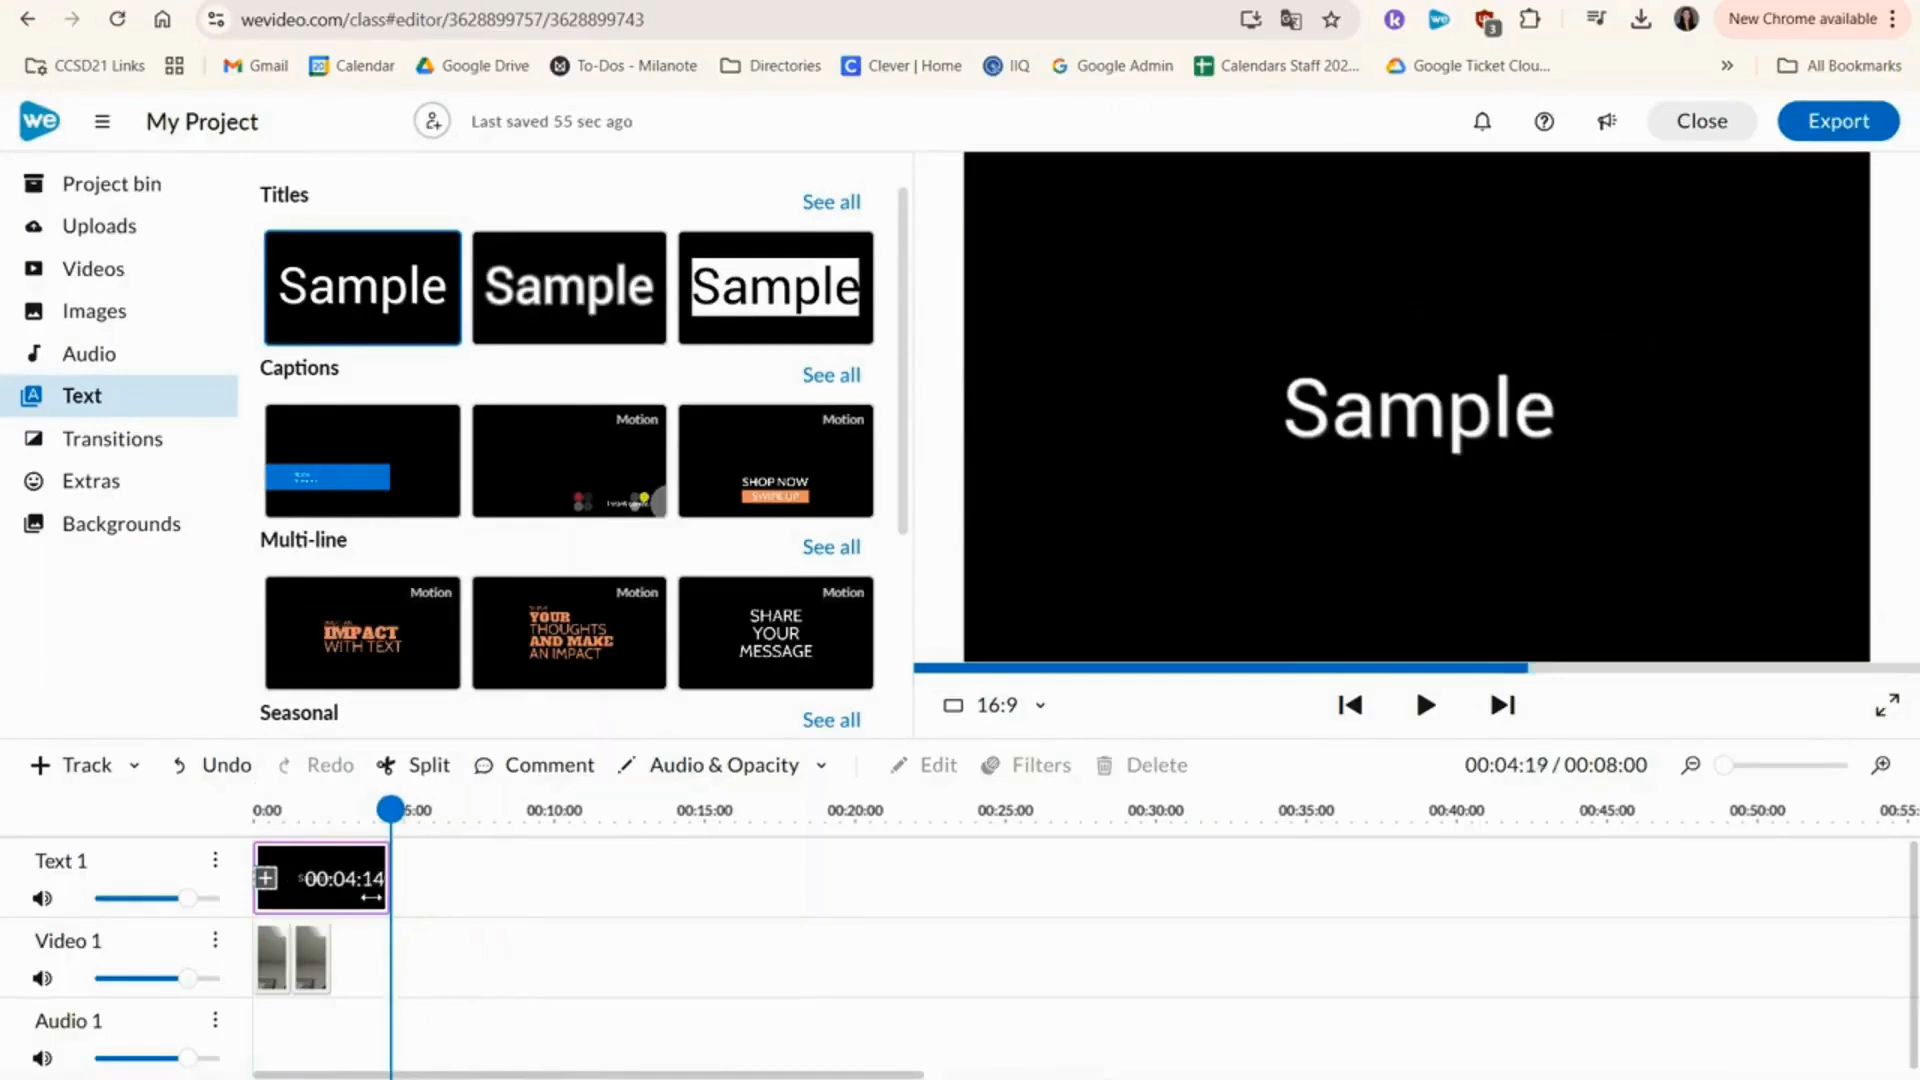 wevideo.com/class#editor/3628899757/3628899743
3
New Chrome available
CCSD21 Links
Gmail
Calendar
Google Drive
To-Dos - Milanote
Directories
Clever | Home
IIQ
Google Admin
Calendars Staff 202...
Google Ticket Clou...
All Bookmarks
we
My Project
Last saved 55 sec ago
Close
Export
Project bin
Uploads
Videos
Images
Audio
Text
Transitions
Extras
Backgrounds
Titles
See all
Sample
Sample
Sample
Captions
See all
Motion
Motion
SHOP NOW
SWIPE UP
Multi-line
See all
Motion
IMPACT
WITH TEXT
Motion
YOUR
THOUGHTS
AND MAKE
AN IMPACT
Motion
SHARE
YOUR
MESSAGE
Seasonal
See all
Sample
16:9
Track
Undo
Redo
Split
Comment
Audio & Opacity
Edit
Filters
Delete
00:04:19 / 00:08:00
0:00
5:00
00:10:00
00:15:00
00:20:00
00:25:00
00:30:00
00:35:00
00:40:00
00:45:00
00:50:00
00:55:
Text 1
00:04:14
Video 1
Audio 1